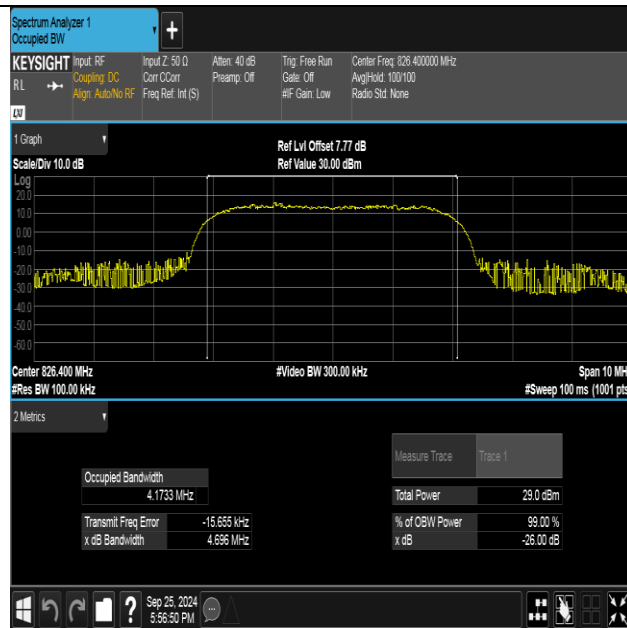 Spectrum Analyzer 1
Occupied BW
+
KEYSIGHT Input: RF Input Z: 50 Ω Atten: 40 dB Trig: Free Run Center Freq: 826.400000 MHz
RL Coupling: DC Corr CCorr Preamp: Off Gate: Off Avg|Hold: 100/100
Align: Auto/No RF Freq Ref: Int (S) #IF Gain: Low Radio Std: None
LXI
1 Graph Ref Lvl Offset 7.77 dB
Scale/Div 10.0 dB Ref Value 30.00 dBm
Log
20.0
10.0
0.00
-10.0
-20.0
-30.0
-40.0
-50.0
-60.0
Center 826.400 MHz #Video BW 300.00 kHz Span 10 MH
#Res BW 100.00 kHz #Sweep 100 ms (1001 pts
2 Metrics
Measure Trace Trace 1
Occupied Bandwidth
4.1733 MHz Total Power 29.0 dBm
Transmit Freq Error -15.655 kHz % of OBW Power 99.00 %
x dB Bandwidth 4.696 MHz x dB -26.00 dB
? Sep 25, 2024
5:56:50 PM